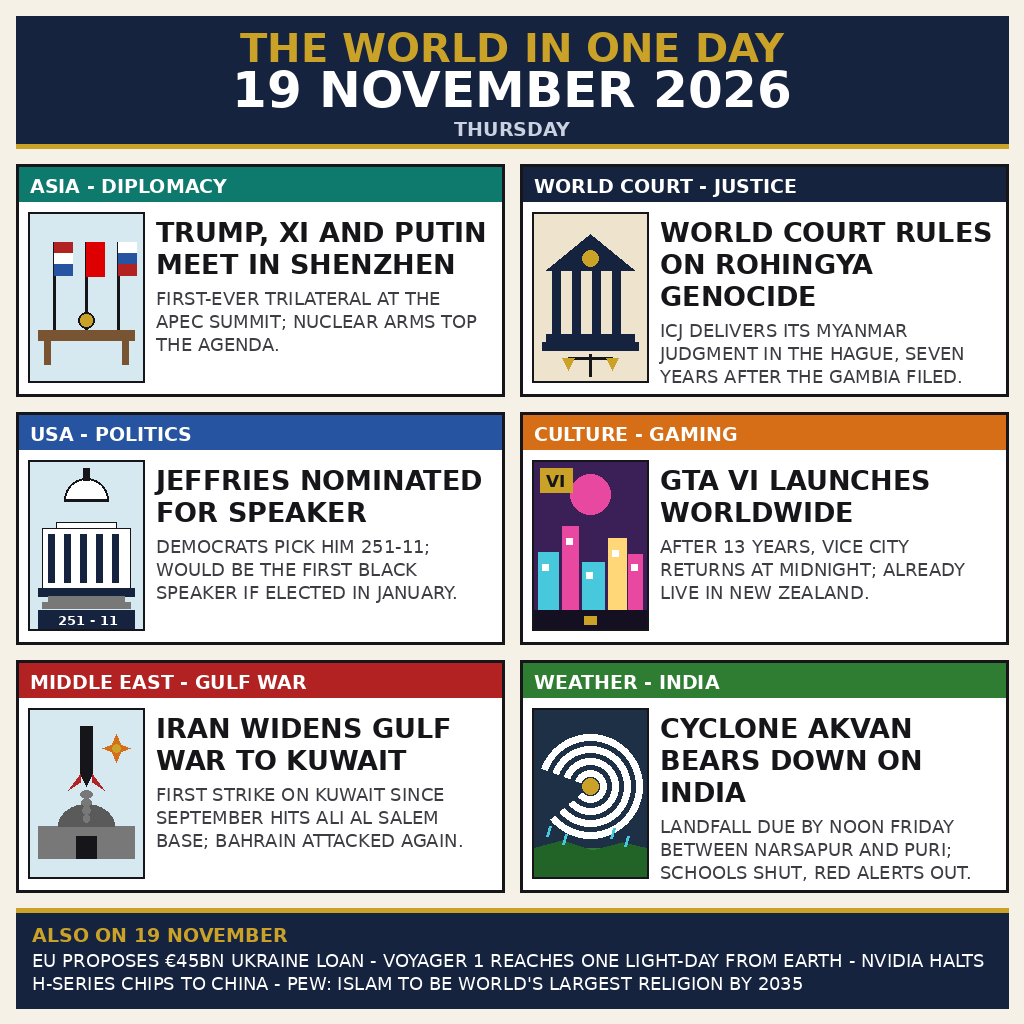 THE WORLD IN ONE DAY
19 NOVEMBER 2026
THURSDAY
ASIA - DIPLOMACY
TRUMP, XI AND PUTIN
MEET IN SHENZHEN
FIRST-EVER TRILATERAL AT THE
APEC SUMMIT; NUCLEAR ARMS TOP
THE AGENDA.
WORLD COURT - JUSTICE
WORLD COURT RULES
ON ROHINGYA
GENOCIDE
ICJ DELIVERS ITS MYANMAR
JUDGMENT IN THE HAGUE, SEVEN
YEARS AFTER THE GAMBIA FILED.
USA - POLITICS
251 - 11
JEFFRIES NOMINATED
FOR SPEAKER
DEMOCRATS PICK HIM 251-11;
WOULD BE THE FIRST BLACK
SPEAKER IF ELECTED IN JANUARY.
CULTURE - GAMING
VI
GTA VI LAUNCHES
WORLDWIDE
AFTER 13 YEARS, VICE CITY
RETURNS AT MIDNIGHT; ALREADY
LIVE IN NEW ZEALAND.
MIDDLE EAST - GULF WAR
IRAN WIDENS GULF
WAR TO KUWAIT
FIRST STRIKE ON KUWAIT SINCE
SEPTEMBER HITS ALI AL SALEM
BASE; BAHRAIN ATTACKED AGAIN.
WEATHER - INDIA
CYCLONE AKVAN
BEARS DOWN ON
INDIA
LANDFALL DUE BY NOON FRIDAY
BETWEEN NARSAPUR AND PURI;
SCHOOLS SHUT, RED ALERTS OUT.
ALSO ON 19 NOVEMBER
EU PROPOSES €45BN UKRAINE LOAN - VOYAGER 1 REACHES ONE LIGHT-DAY FROM EARTH - NVIDIA HALTS
H-SERIES CHIPS TO CHINA - PEW: ISLAM TO BE WORLD'S LARGEST RELIGION BY 2035